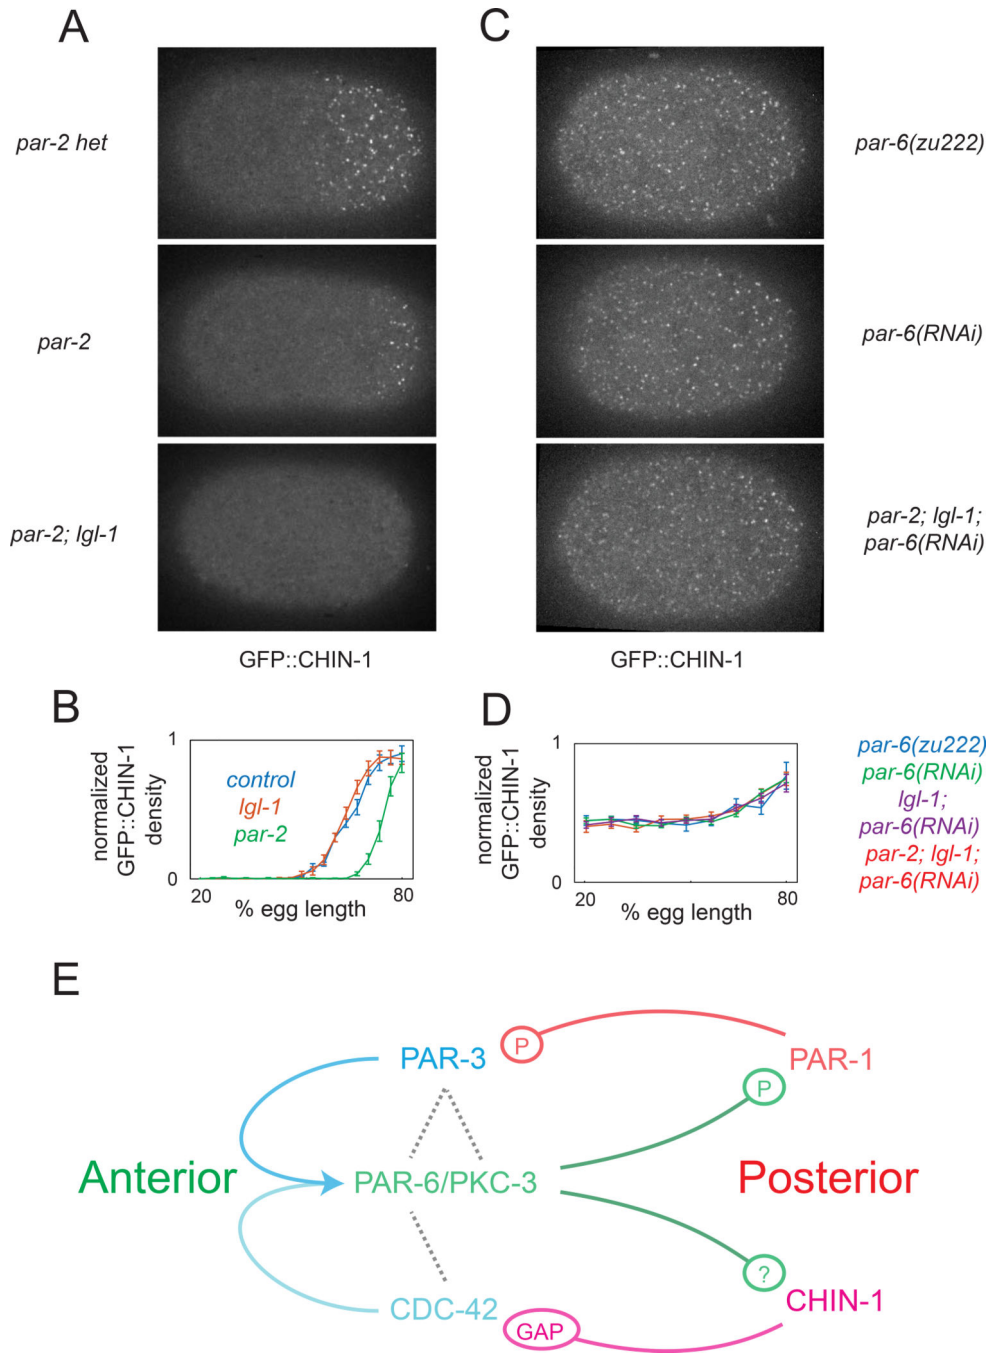 A
C
par-2 het
par-6(zu222)
par-2
par-6(RNAi)
par-2; lgl-1
par-2; lgl-1;
par-6(RNAi)
GFP::CHIN-1
GFP::CHIN-1
B
normalized
GFP::CHIN-1
density
1
0
control
lgl-1
par-2
20
80
% egg length
D
normalized
GFP::CHIN-1
density
1
0
20
80
% egg length
par-6(zu222)
par-6(RNAi)
lgl-1;
par-6(RNAi)
par-2; lgl-1;
par-6(RNAi)
E
PAR-3
P
PAR-1
P
Anterior
PAR-6/PKC-3
Posterior
?
CDC-42
GAP
CHIN-1